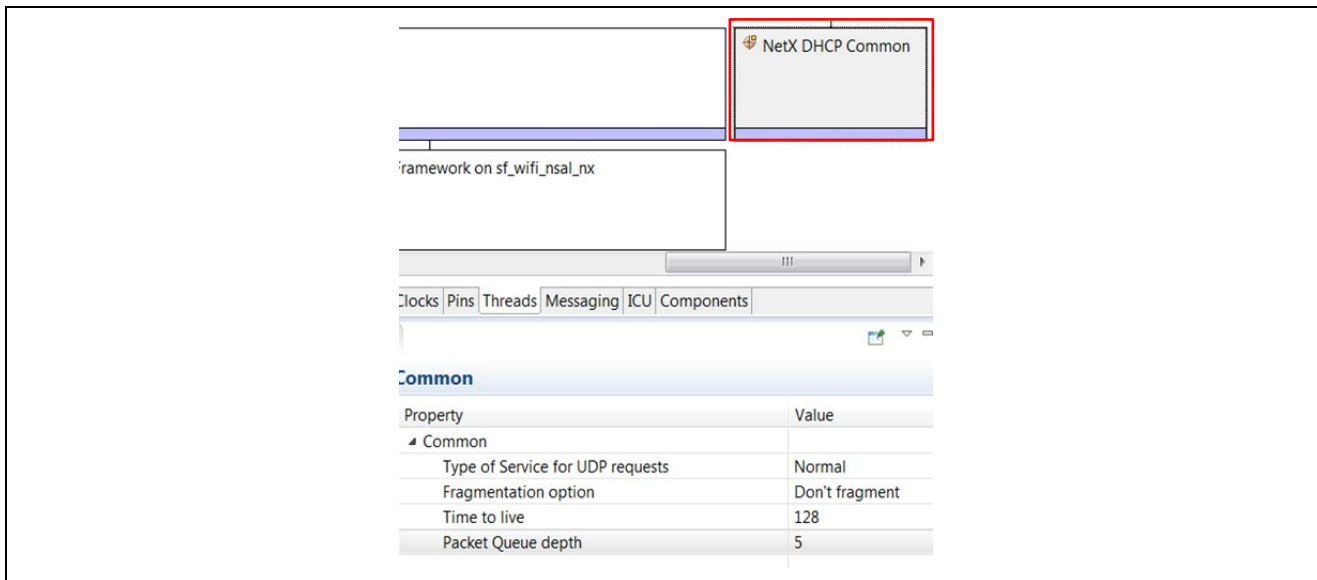 NetX DHCP Common
Framework on sf_wifi_nsal_nx
Clocks Pins Threads Messaging ICU Components
Common
Property Value
Common
Type of Service for UDP requests Normal
Fragmentation option Don't fragment
Time to live 128
Packet Queue depth 5